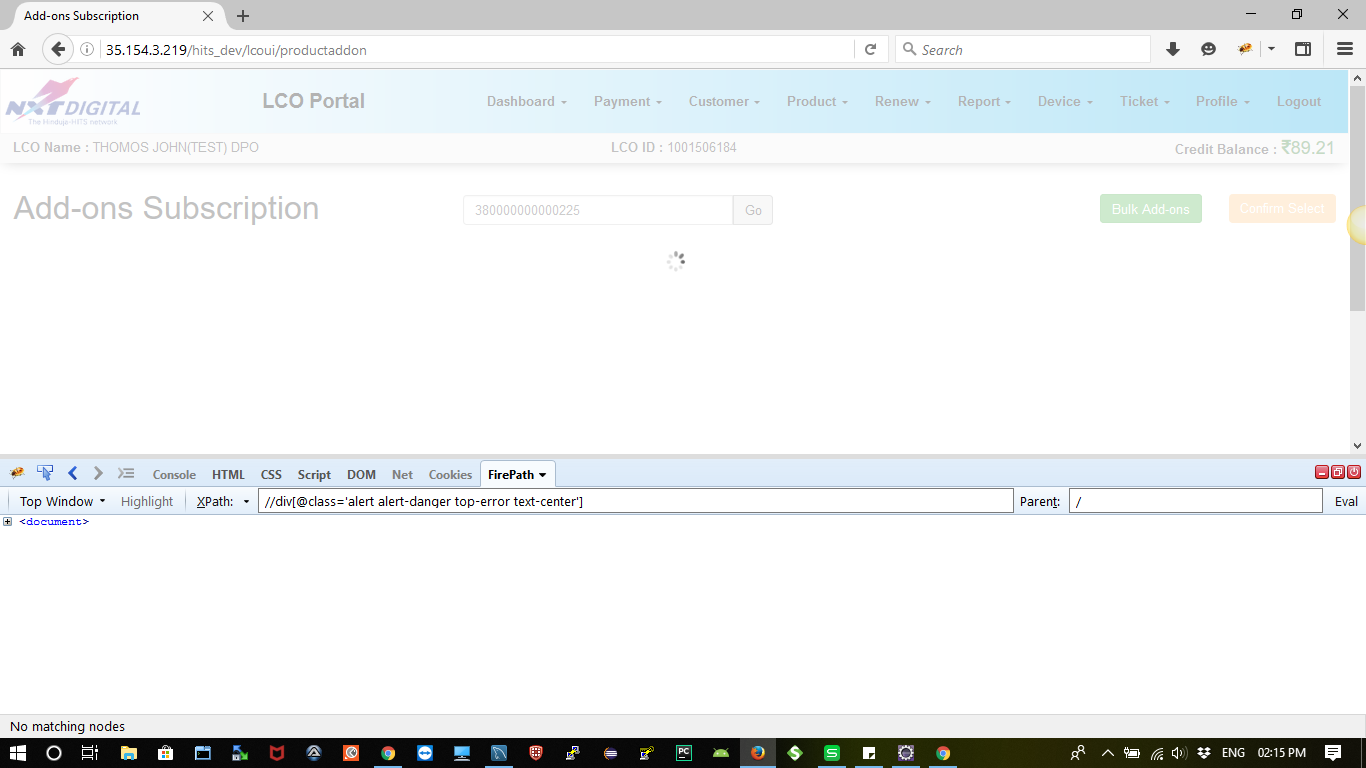 Add-ons Subscription
35.154.3.219/hits_dev/lcoui/productaddon
Search
NXTDIGITAL
The Hinduja-HITS network
LCO Portal
Dashboard Payment Customer Product Renew Report Device Ticket Profile Logout
LCO Name : THOMOS JOHN(TEST) DPO
LCO ID : 1001506184
Credit Balance : ₹89.21
Add-ons Subscription
380000000000225 Go
Bulk Add-ons
Confirm Select
Console HTML CSS Script DOM Net Cookies FirePath
Top Window Highlight XPath: //div[@class='alert alert-danger top-error text-center'] Parent: / Eval
<document>
No matching nodes
PC
ENG 02:15 PM